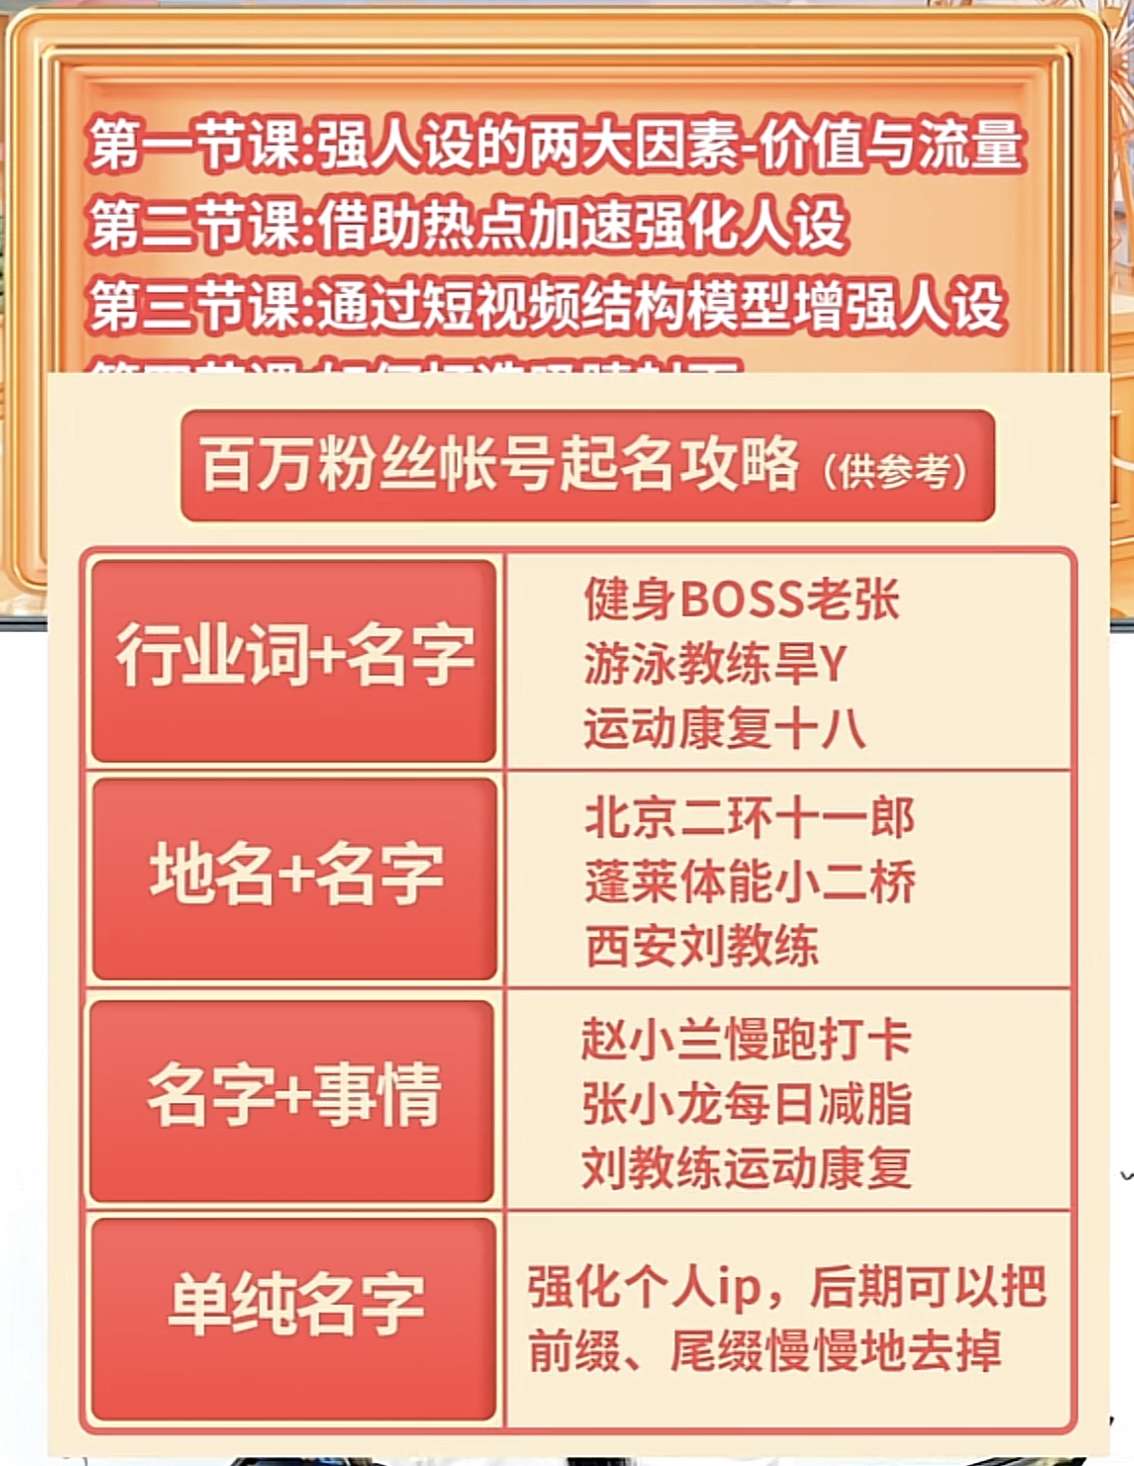 第一节课:强人设的两大因素-价值与流量
第二节课:借助热点加速强化人设
第三节课:通过短视频结构模型增强人设
百万粉丝帐号起名攻略（供参考）
行业词+名字
健身BOSS老张
游泳教练旱Y
运动康复十八
地名+名字
北京二环十一郎
蓬莱体能小二桥
西安刘教练
名字+事情
赵小兰慢跑打卡
张小龙每日减脂
刘教练运动康复
单纯名字
强化个人ip，后期可以把
前缀、尾缀慢慢地去掉